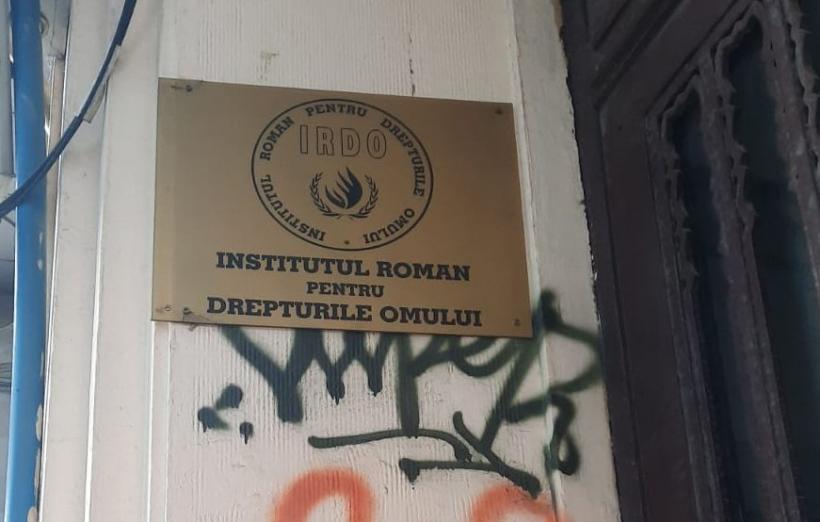 INSTITUTUL ROMAN PENTRU DREPTURILE OMULUI
IRDO
INSTITUTUL ROMAN
PENTRU
DREPTURILE OMULUI